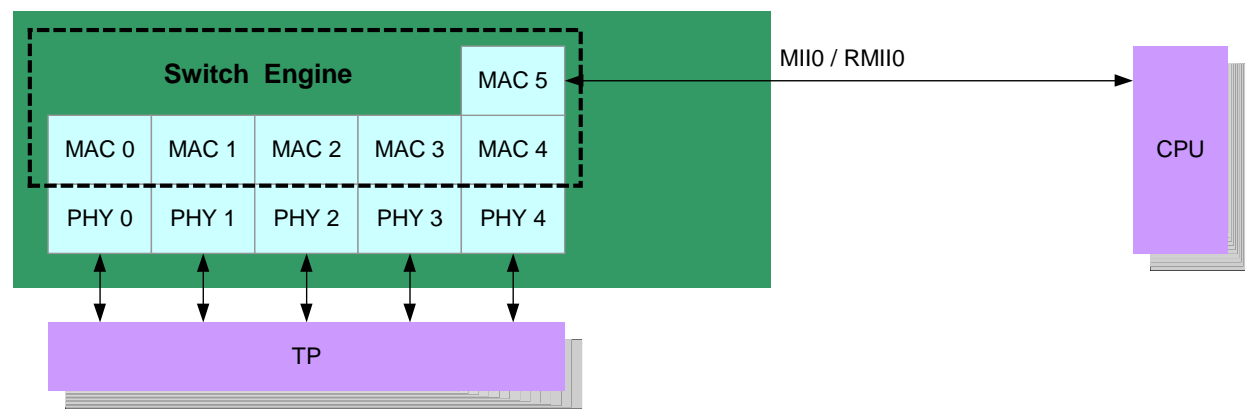 MII0 / RMII0
Switch Engine
MAC 5
MAC 0 MAC 1 MAC 2 MAC 3 MAC 4
CPU
PHY 0 PHY 1 PHY 2 PHY 3 PHY 4
TP